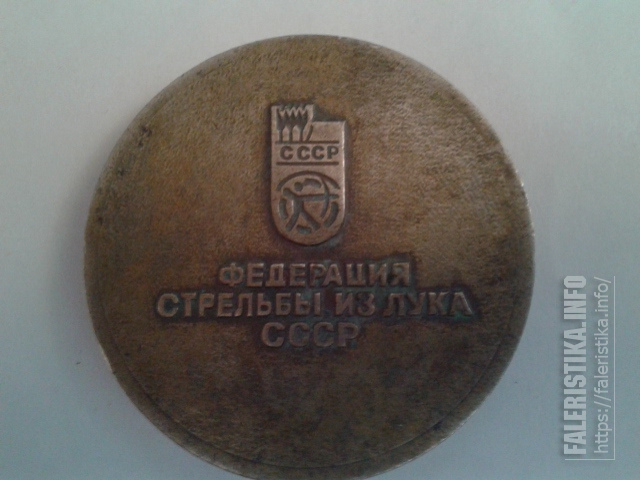 СССР
ФЕДЕРАЦИЯ
СТРЕЛЬБЫ ИЗ ЛУКА
СССР
FALERISTIKA.INFO
https://faleristika.info/